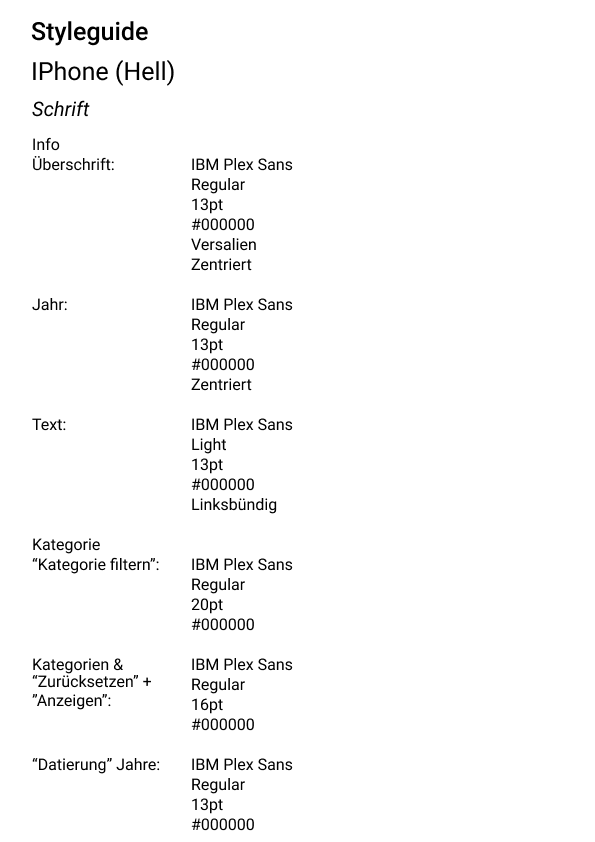 Styleguide
IPhone (Hell)
Schrift
Info
Überschrift: IBM Plex Sans
Regular
13pt
#000000
Versalien
Zentriert
Jahr: IBM Plex Sans
Regular
13pt
#000000
Zentriert
Text: IBM Plex Sans
Light
13pt
#000000
Linksbündig
Kategorie
“Kategorie filtern”: IBM Plex Sans
Regular
20pt
#000000
Kategorien & IBM Plex Sans
“Zurücksetzen” + Regular
”Anzeigen”: 16pt
#000000
“Datierung” Jahre: IBM Plex Sans
Regular
13pt
#000000